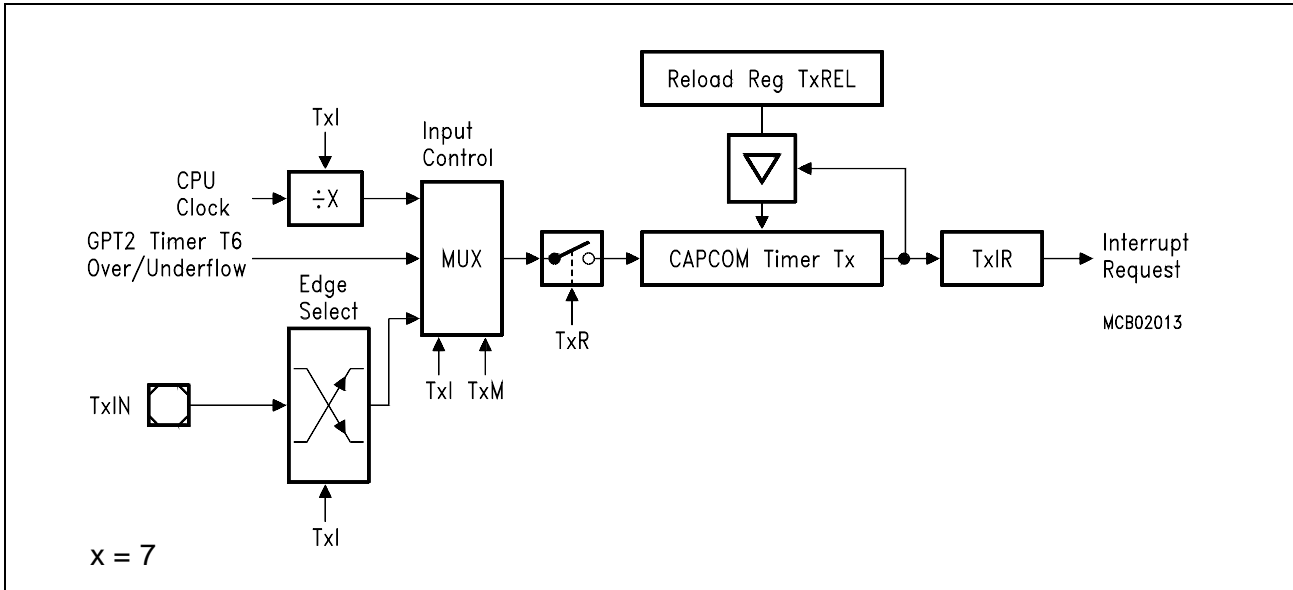 Reload Reg TxREL
TxI
Input
Control
CPU
Clock
÷X
GPT2 Timer T6
Over/Underflow
MUX
CAPCOM Timer Tx
TxIR
Interrupt
Request
Edge
Select
TxR
MCB02013
TxI
TxM
TxIN
TxI
x = 7